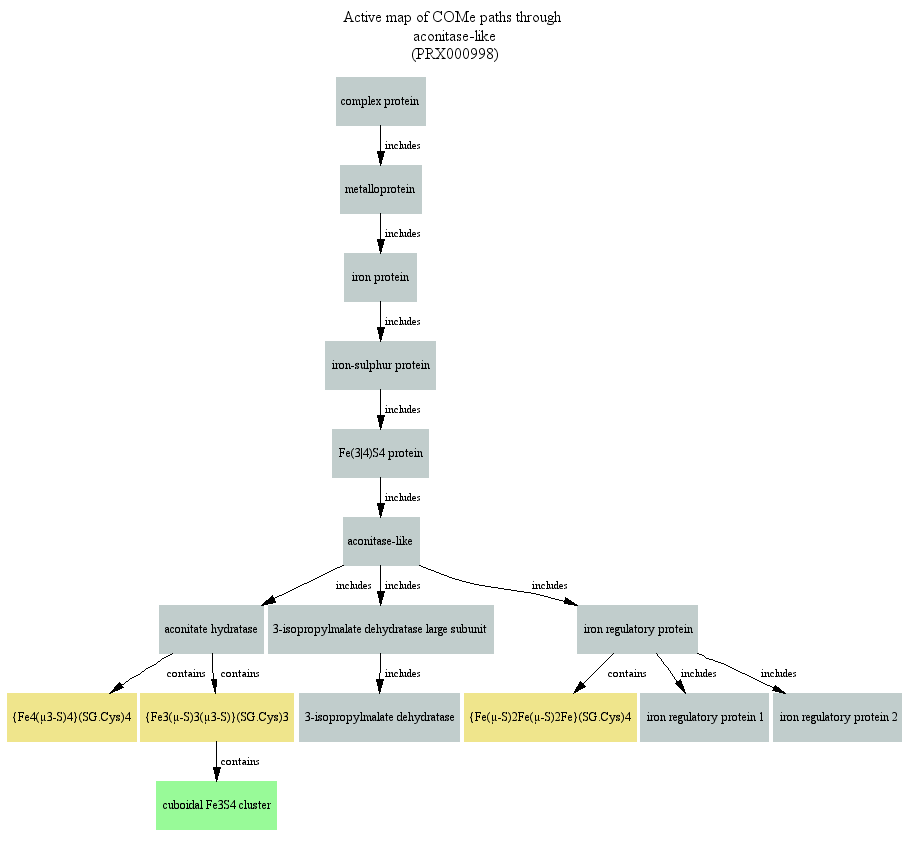 Active map of COMe paths through
aconitase-like
(PRX000998)
complex protein
includes
metalloprotein
includes
iron protein
includes
iron-sulphur protein
includes
Fe(3|4)S4 protein
includes
aconitase-like
includes
includes
includes
aconitate hydratase
3-isopropylmalate dehydratase large subunit
iron regulatory protein
contains
contains
includes
contains
includes
includes
{Fe4(μ3-S)4}(SG.Cys)4
{Fe3(μ-S)3(μ3-S)}(SG.Cys)3
3-isopropylmalate dehydratase
{Fe(μ-S)2Fe(μ-S)2Fe}(SG.Cys)4
iron regulatory protein 1
iron regulatory protein 2
contains
cuboidal Fe3S4 cluster